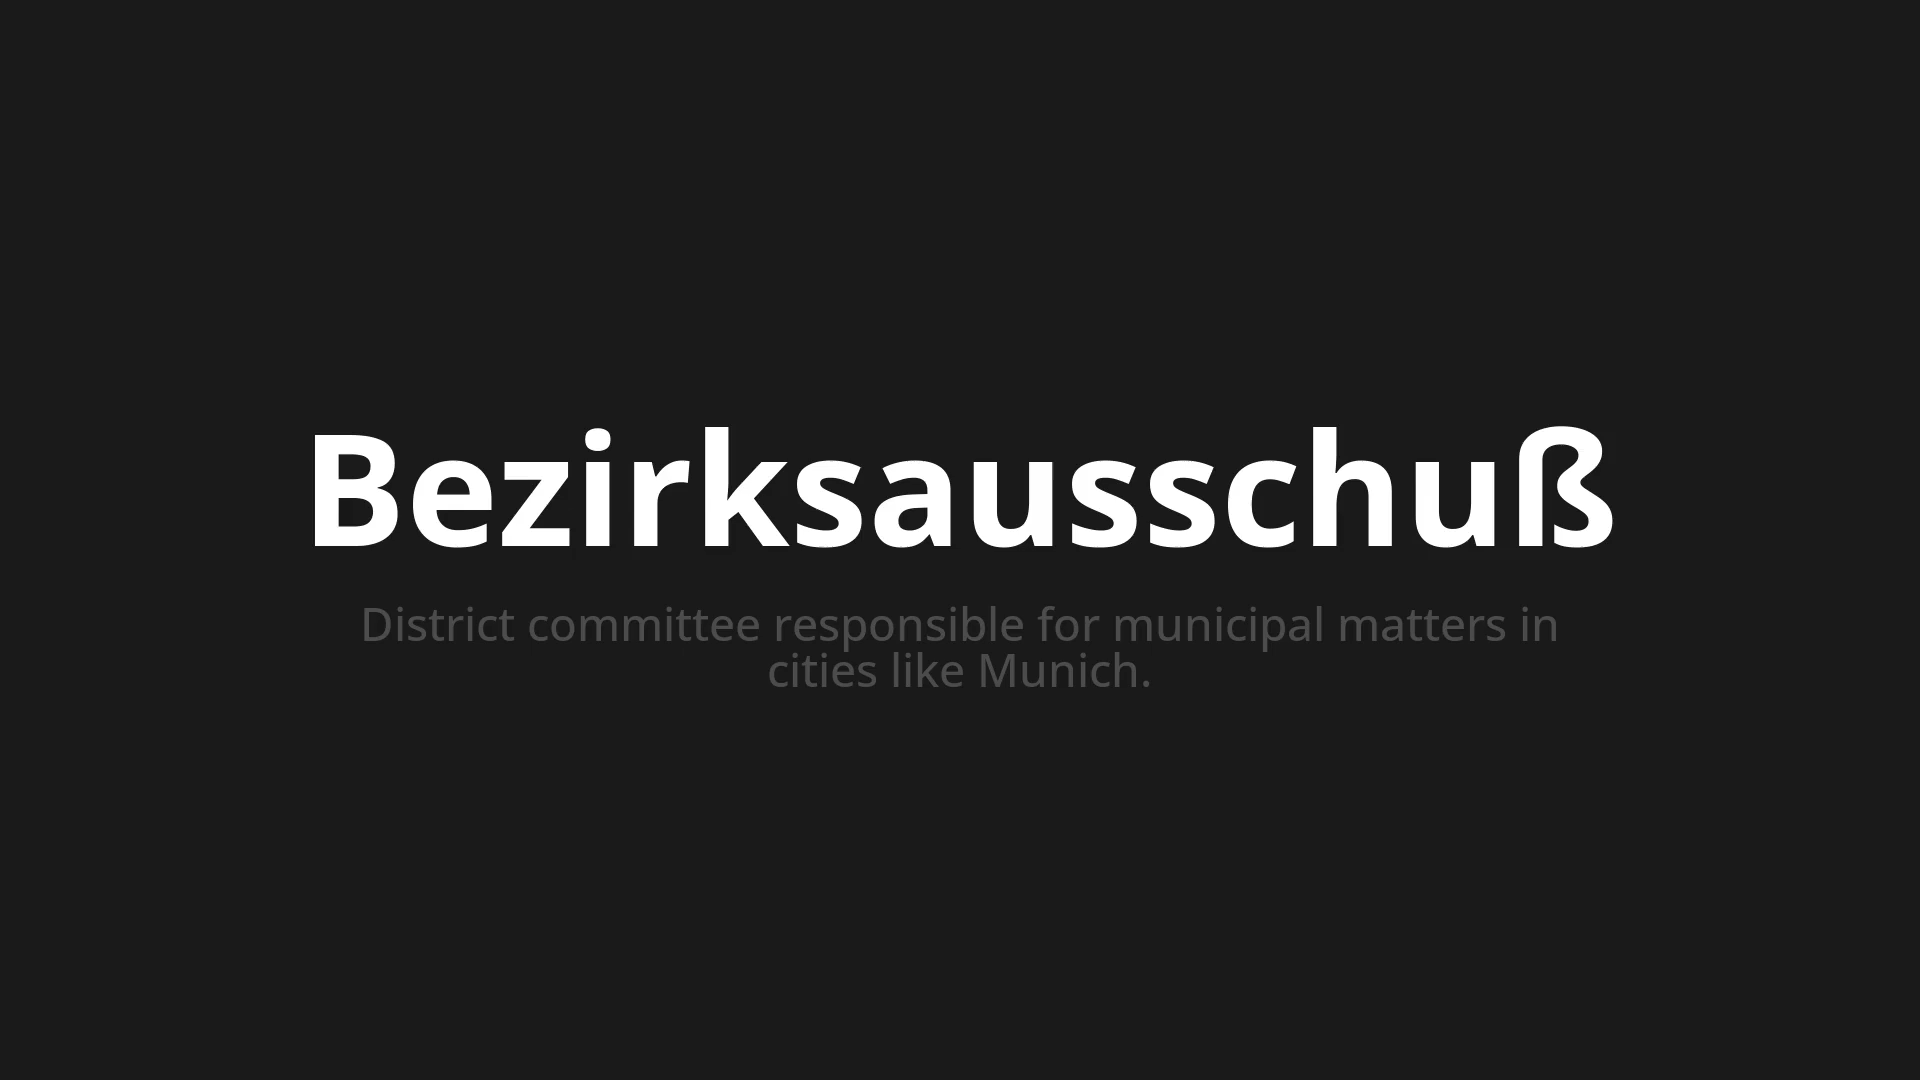 Bezirksausschuß
District committee responsible for municipal matters in
cities like Munich.